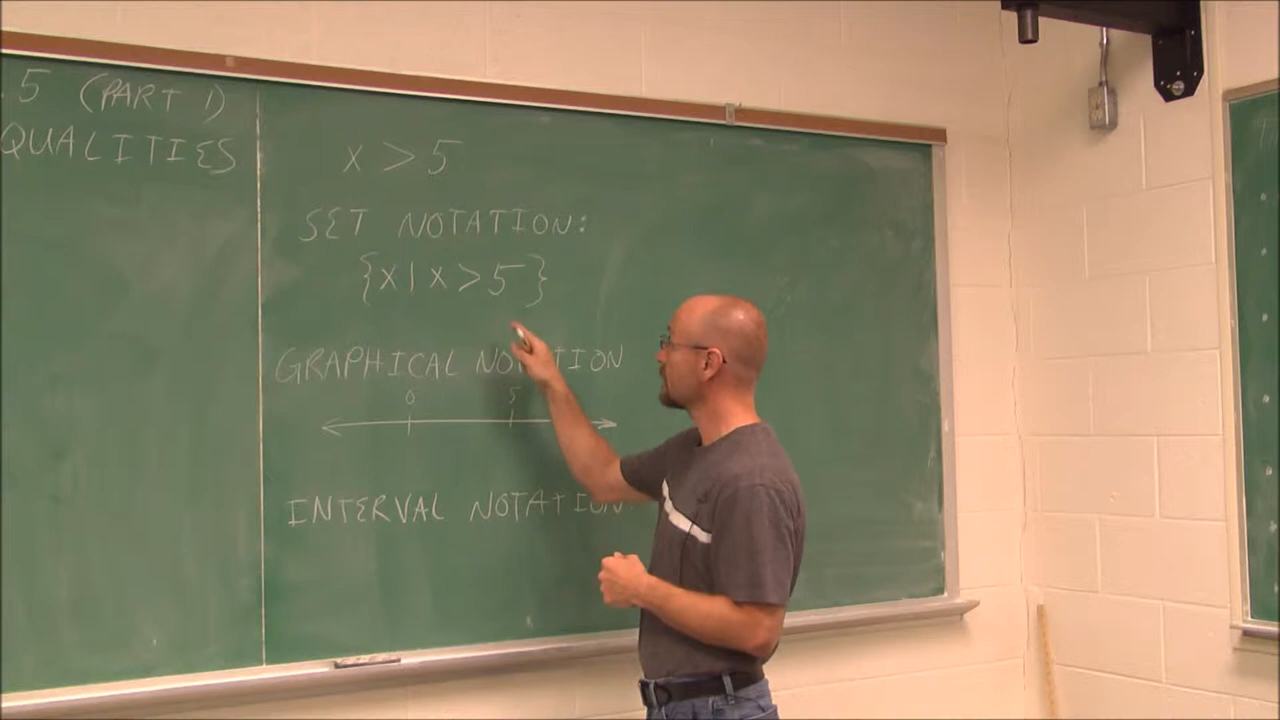 .5 (PART 1)
QUALITIES
x > 5
SET NOTATION:
{x | x > 5}
GRAPHICAL NOTATION
0 5
INTERVAL NOTATION: